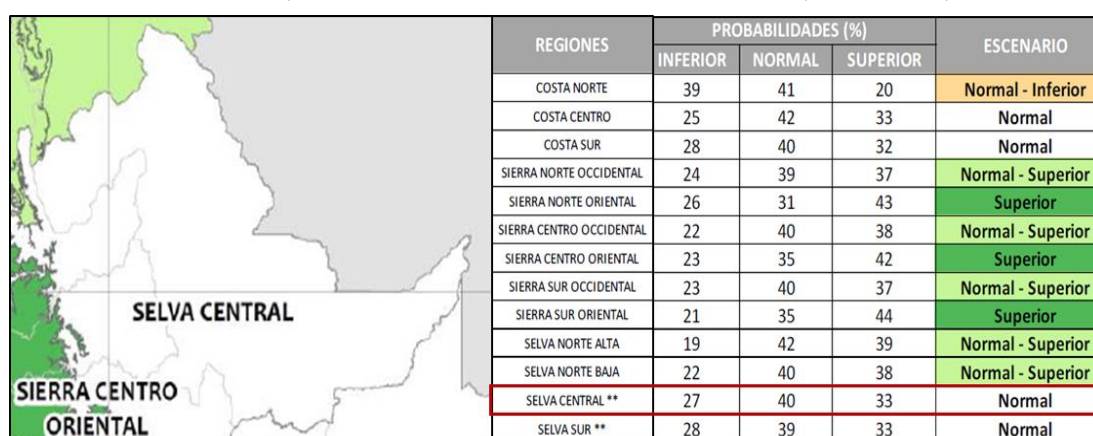 SELVA CENTRAL
SIERRA CENTRO
ORIENTAL
REGIONES PROBABILIDADES (%) ESCENARIO
INFERIOR NORMAL SUPERIOR
COSTA NORTE 39 41 20 Normal - Inferior
COSTA CENTRO 25 42 33 Normal
COSTA SUR 28 40 32 Normal
SIERRA NORTE OCCIDENTAL 24 39 37 Normal - Superior
SIERRA NORTE ORIENTAL 26 31 43 Superior
SIERRA CENTRO OCCIDENTAL 22 40 38 Normal - Superior
SIERRA CENTRO ORIENTAL 23 35 42 Superior
SIERRA SUR OCCIDENTAL 23 40 37 Normal - Superior
SIERRA SUR ORIENTAL 21 35 44 Superior
SELVA NORTE ALTA 19 42 39 Normal - Superior
SELVA NORTE BAJA 22 40 38 Normal - Superior
SELVA CENTRAL ** 27 40 33 Normal
SELVA SUR ** 28 39 33 Normal